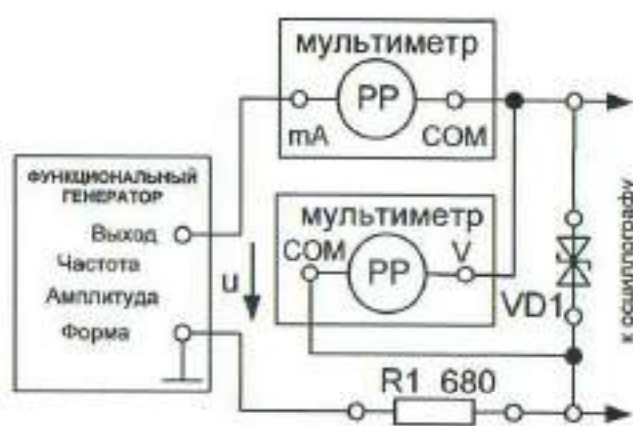 мультиметр
PP
mA
COM
ФУНКЦИОНАЛЬНЫЙ
ГЕНЕРАТОР
Выход
Частота
Амплитуда
Форма
u
мультиметр
COM
PP
V
VD1
R1 680
к осциллографу